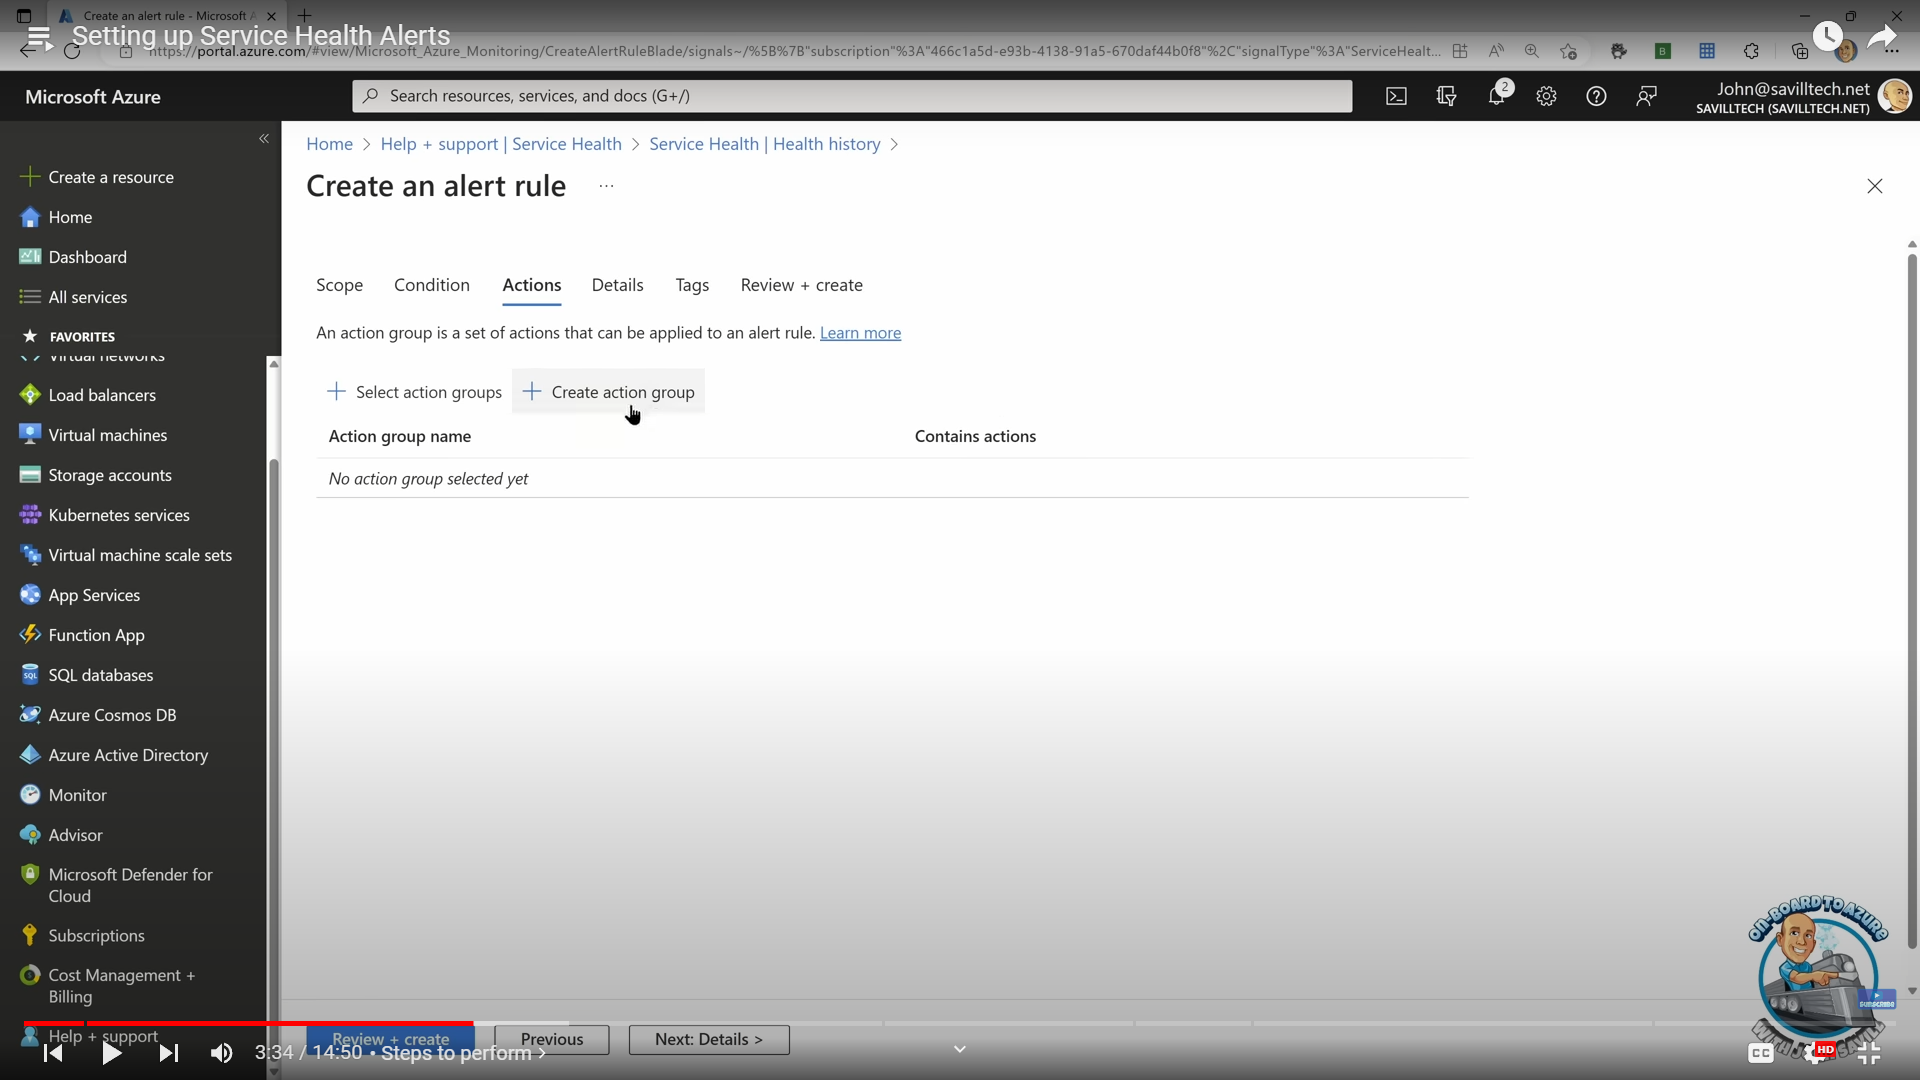 Create an alert rule - Microsoft A
Setting up Service Health Alerts
https://portal.azure.com/#view/Microsoft_Azure_Monitoring/CreateAlertRuleBlade/signals~/%5B%7B"subscription"%3A"466c1a5d-e93b-4138-91a5-670daf44b0f8"%2C"signalType"%3A"ServiceHealt...
Microsoft Azure
Search resources, services, and docs (G+/)
2
John@savilltech.net
SAVILLTECH (SAVILLTECH.NET)
Home > Help + support | Service Health > Service Health | Health history >
Create an alert rule ...
Create a resource
Home
Dashboard
All services
FAVORITES
Virtual networks
Load balancers
Virtual machines
Storage accounts
Kubernetes services
Virtual machine scale sets
App Services
Function App
SQL databases
Azure Cosmos DB
Azure Active Directory
Monitor
Advisor
Microsoft Defender for
Cloud
Subscriptions
Cost Management +
Billing
Help + support
Scope Condition Actions Details Tags Review + create
An action group is a set of actions that can be applied to an alert rule. Learn more
Select action groups Create action group
Action group name Contains actions
No action group selected yet
Review + create Previous Next: Details >
3:34 / 14:50 • Steps to perform >
CC HD
ON-BOARD TO AZURE
SUBSCRIBE